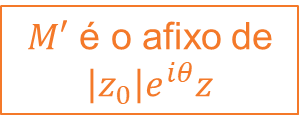 M′ é o afixo de
|z₀|e^{iθ}z